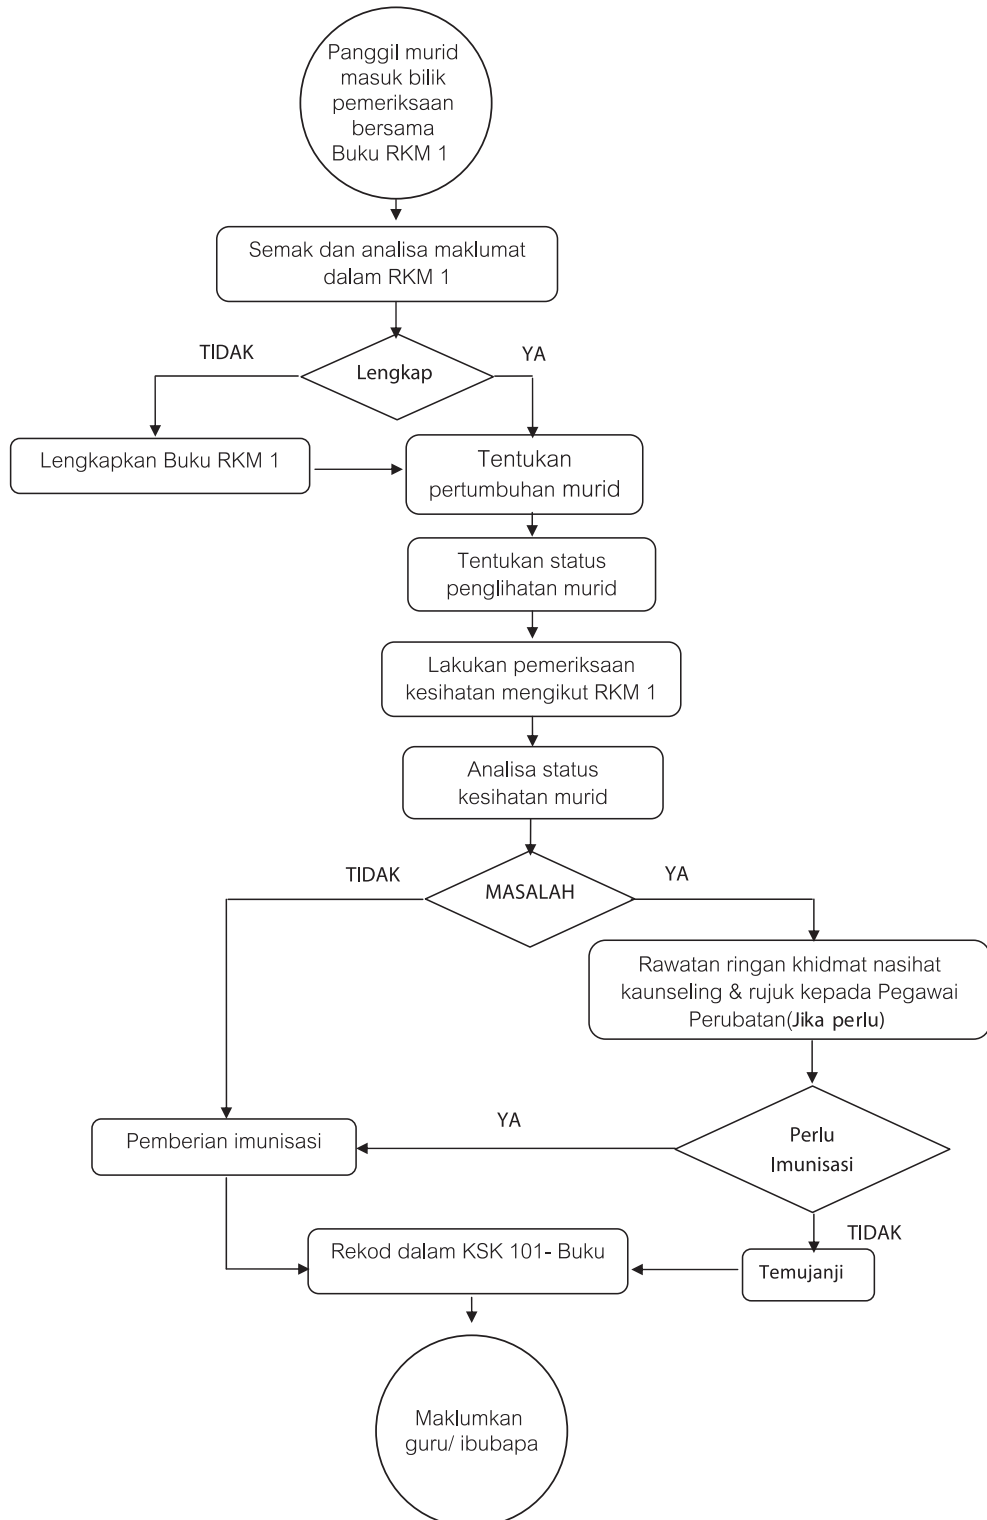 Panggil murid
masuk bilik
pemeriksaan
bersama
Buku RKM 1
Semak dan analisa maklumat
dalam RKM 1
TIDAK
YA
Lengkap
Lengkapkan Buku RKM 1
Tentukan
pertumbuhan murid
Tentukan status
penglihatan murid
Lakukan pemeriksaan
kesihatan mengikut RKM 1
Analisa status
kesihatan murid
TIDAK
YA
MASALAH
Rawatan ringan khidmat nasihat
kaunseling & rujuk kepada Pegawai
Perubatan(Jika perlu)
YA
Pemberian imunisasi
Perlu
Imunisasi
TIDAK
Rekod dalam KSK 101- Buku
Temujanji
Maklumkan
guru/ ibubapa